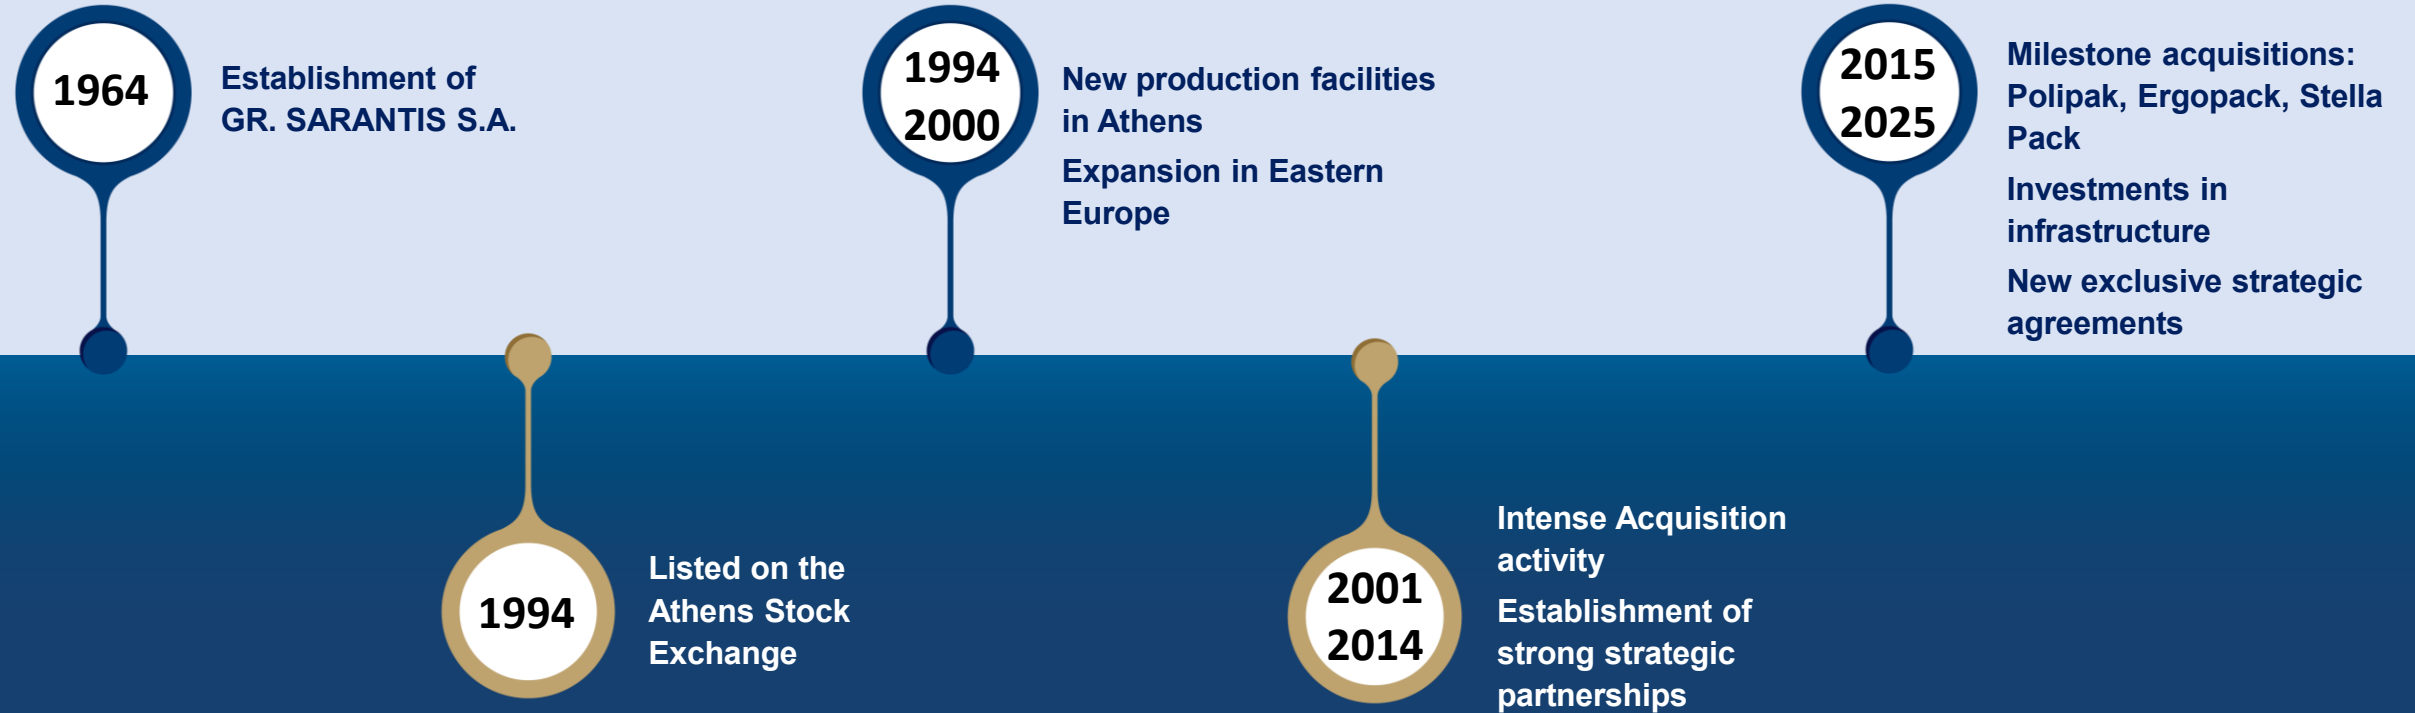 1964
Establishment of
GR. SARANTIS S.A.
1994
Listed on the
Athens Stock
Exchange
1994
2000
New production facilities
in Athens
Expansion in Eastern
Europe
2001
2014
Intense Acquisition
activity
Establishment of
strong strategic
partnerships
2015
2025
Milestone acquisitions:
Polipak, Ergopack, Stella
Pack
Investments in
infrastructure
New exclusive strategic
agreements